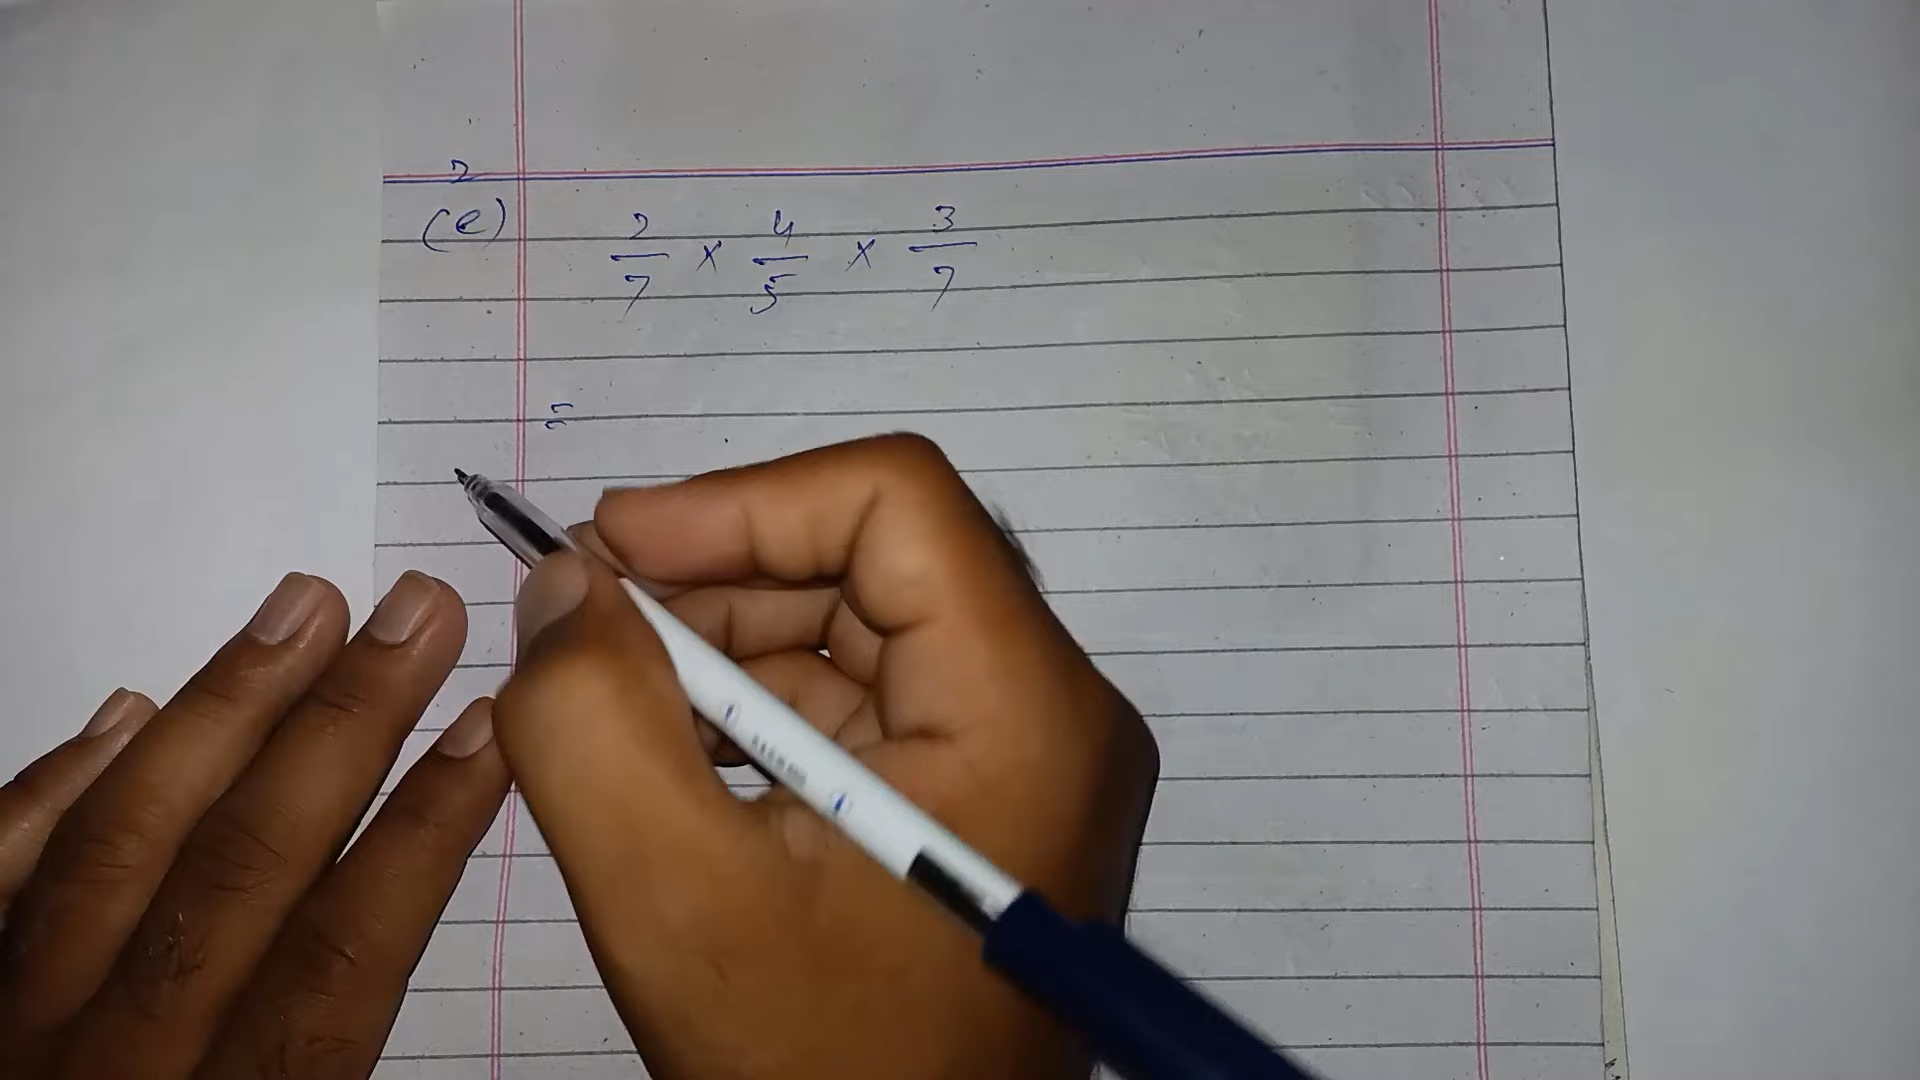 2
(e) 2/7 × 4/5 × 3/7
=